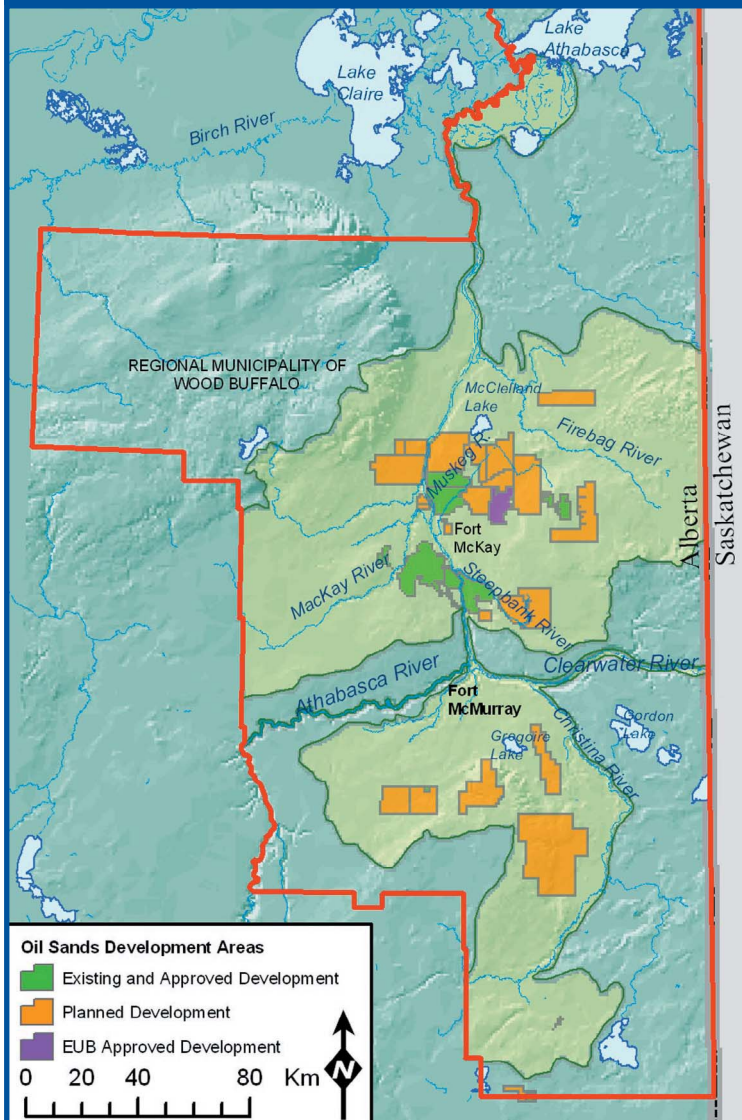 Lake
Athabasca
Lake
Claire
Birch River
REGIONAL MUNICIPALITY OF
WOOD BUFFALO
McClelland
Lake
Firebag River
Muskeg R.
Alberta
Saskatchewan
Fort
McKay
MacKay River
Steepbank River
Athabasca River
Clearwater River
Fort
McMurray
Christina River
Gordon
Lake
Gregoire
Lake
Oil Sands Development Areas
Existing and Approved Development
Planned Development
EUB Approved Development
0 20 40 80 Km
N